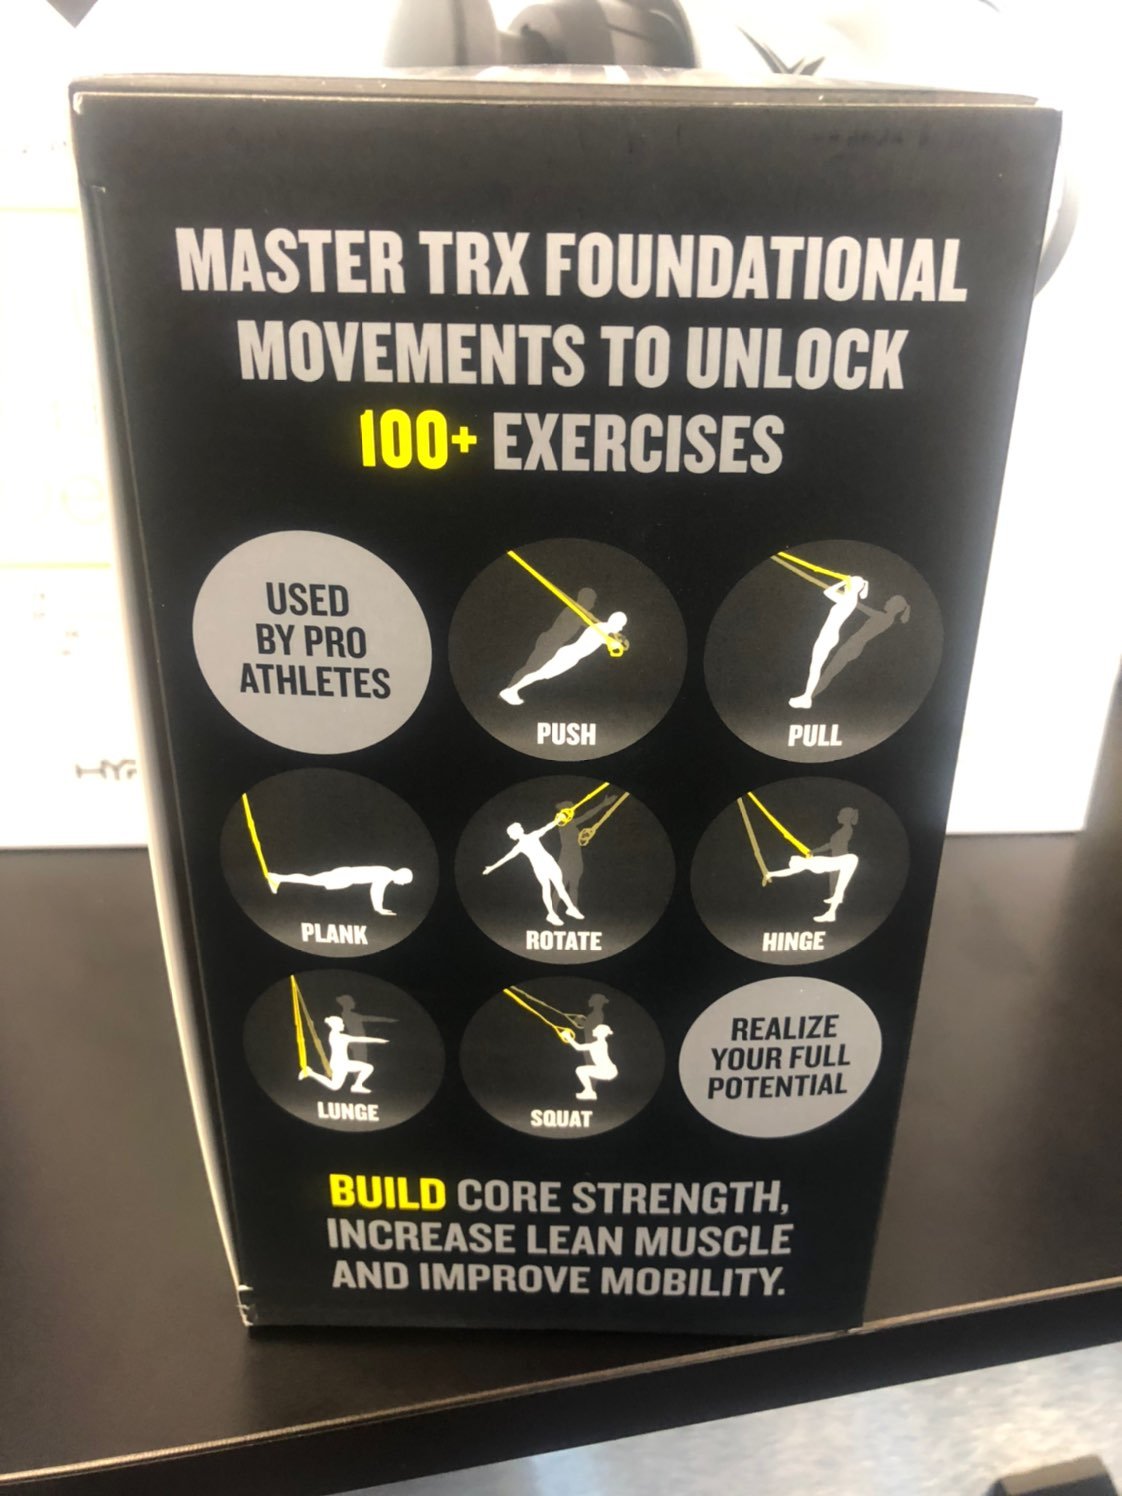 MASTER TRX FOUNDATIONAL
MOVEMENTS TO UNLOCK
100+ EXERCISES
USED
BY PRO
ATHLETES
PUSH
PULL
PLANK
ROTATE
HINGE
LUNGE
SQUAT
REALIZE
YOUR FULL
POTENTIAL
BUILD CORE STRENGTH,
INCREASE LEAN MUSCLE
AND IMPROVE MOBILITY.